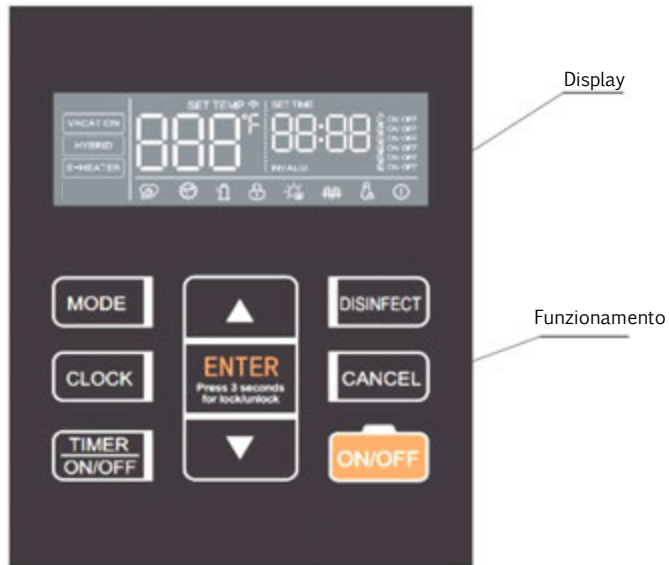 Display
SET TEMP SET TIME
VACATION
HYBRID
E-HEATER
888°F
88:88
INVALID
ON OFF
ON OFF
ON OFF
ON OFF
ON OFF
ON OFF
MODE
DISINFECT
Funzionamento
CLOCK
ENTER
Press 3 seconds
for lock/unlock
CANCEL
TIMER
ON/OFF
ON/OFF